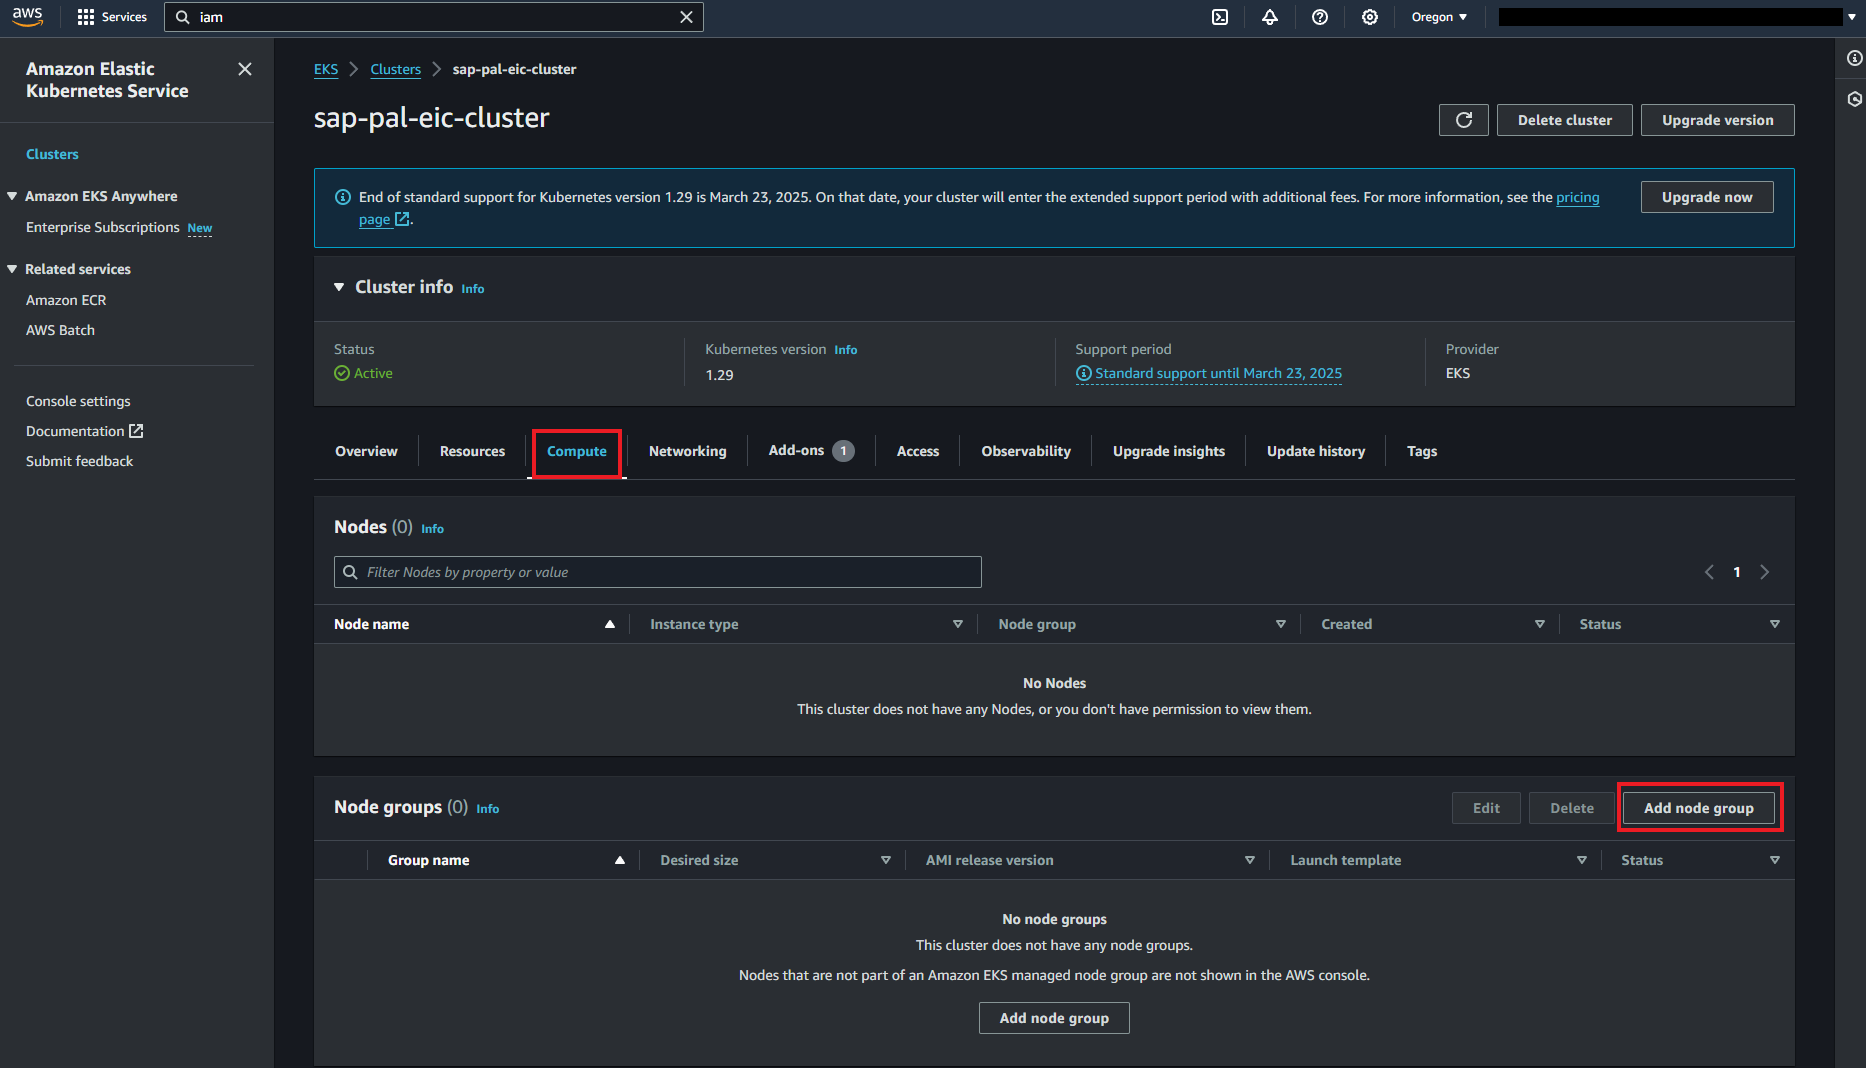 aws
Services
iam
Oregon
Amazon Elastic
Kubernetes Service
Clusters
Amazon EKS Anywhere
Enterprise Subscriptions New
Related services
Amazon ECR
AWS Batch
Console settings
Documentation
Submit feedback
EKS
Clusters
sap-pal-eic-cluster
sap-pal-eic-cluster
Delete cluster
Upgrade version
End of standard support for Kubernetes version 1.29 is March 23, 2025. On that date, your cluster will enter the extended support period with additional fees. For more information, see the pricing
page .
Upgrade now
Cluster info Info
Status
Active
Kubernetes version Info
1.29
Support period
Standard support until March 23, 2025
Provider
EKS
Overview
Resources
Compute
Networking
Add-ons 1
Access
Observability
Upgrade insights
Update history
Tags
Nodes (0) Info
Filter Nodes by property or value
1
Node name
Instance type
Node group
Created
Status
No Nodes
This cluster does not have any Nodes, or you don't have permission to view them.
Node groups (0) Info
Edit
Delete
Add node group
Group name
Desired size
AMI release version
Launch template
Status
No node groups
This cluster does not have any node groups.
Nodes that are not part of an Amazon EKS managed node group are not shown in the AWS console.
Add node group